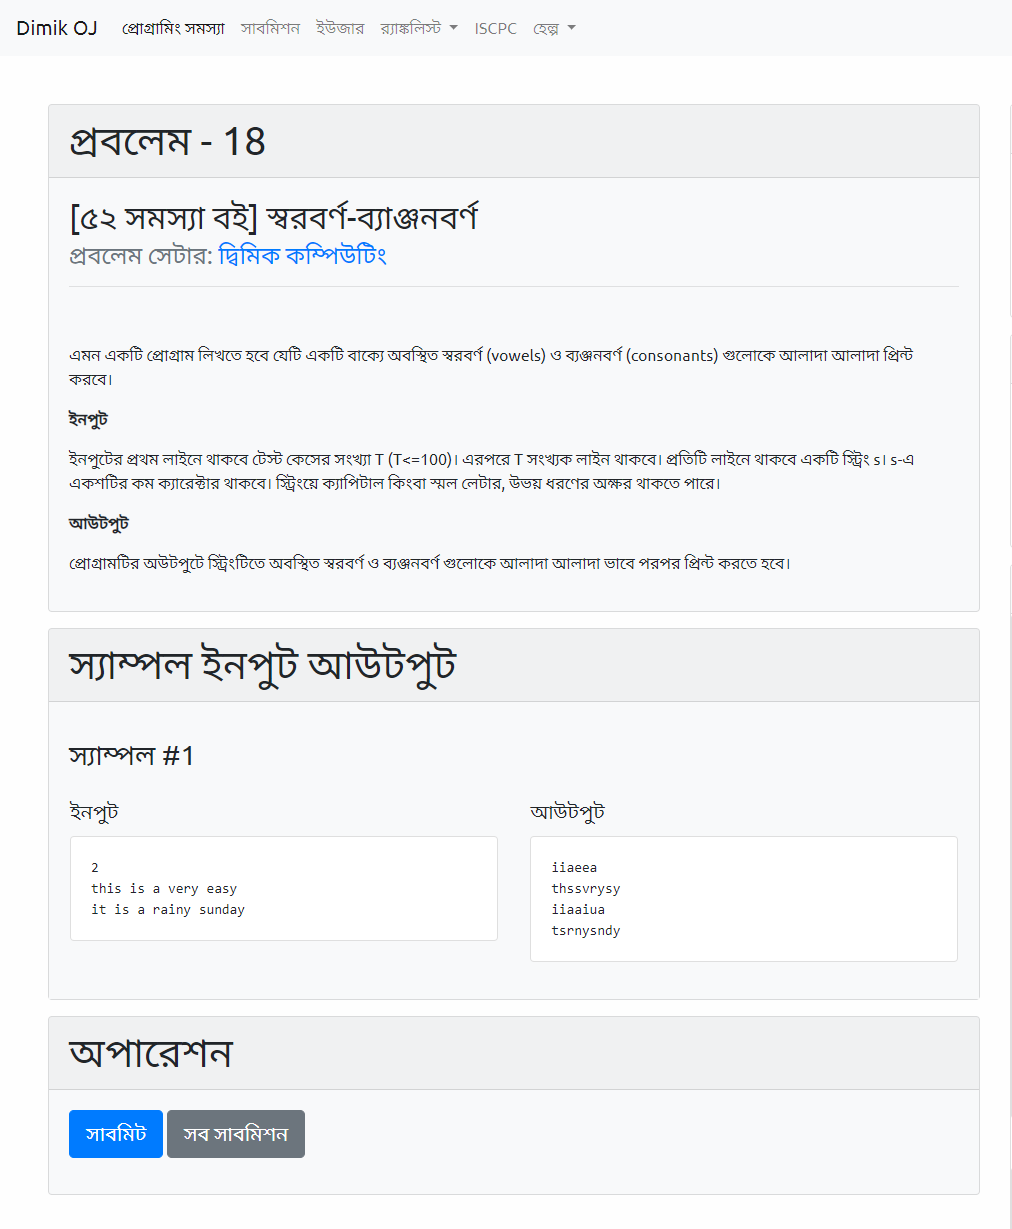 Dimik OJ প্রোগ্রামিং সমস্যা সাবমিশন ইউজার র‍্যাঙ্কলিস্ট ISCPC হেল্প
প্রবলেম - 18
[৫২ সমস্যা বই] স্বরবর্ণ-ব্যাঞ্জনবর্ণ
প্রবলেম সেটার: দ্বিমিক কম্পিউটিং
এমন একটি প্রোগ্রাম লিখতে হবে যেটি একটি বাক্যে অবস্থিত স্বরবর্ণ (vowels) ও ব্যঞ্জনবর্ণ (consonants) গুলোকে আলাদা আলাদা প্রিন্ট
করবে।
ইনপুট
ইনপুটের প্রথম লাইনে থাকবে টেস্ট কেসের সংখ্যা T (T<=100)। এরপরে T সংখ্যক লাইন থাকবে। প্রতিটি লাইনে থাকবে একটি স্ট্রিং s। s-এ
একশটির কম ক্যারেক্টার থাকবে। স্ট্রিংয়ে ক্যাপিটাল কিংবা স্মল লেটার, উভয় ধরণের অক্ষর থাকতে পারে।
আউটপুট
প্রোগ্রামটির অউটপুটে স্ট্রিংটিতে অবস্থিত স্বরবর্ণ ও ব্যঞ্জনবর্ণ গুলোকে আলাদা আলাদা ভাবে পরপর প্রিন্ট করতে হবে।
স্যাম্পল ইনপুট আউটপুট
স্যাম্পল #1
ইনপুট
2
this is a very easy
it is a rainy sunday
আউটপুট
iiaeea
thssvrysy
iiaaiua
tsrnysndy
অপারেশন
সাবমিট সব সাবমিশন